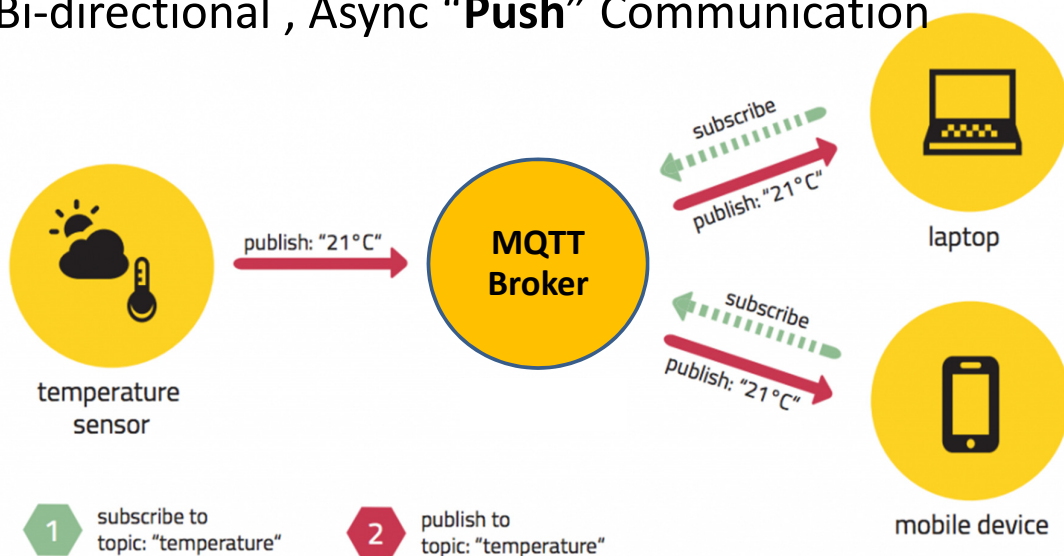 Bi-directional , Async “Push” Communication
subscribe
publish: “21°C“
laptop
publish: “21°C“
MQTT
Broker
subscribe
publish: “21°C“
temperature
sensor
mobile device
1
subscribe to
topic: “temperature“
2
publish to
topic: “temperature“